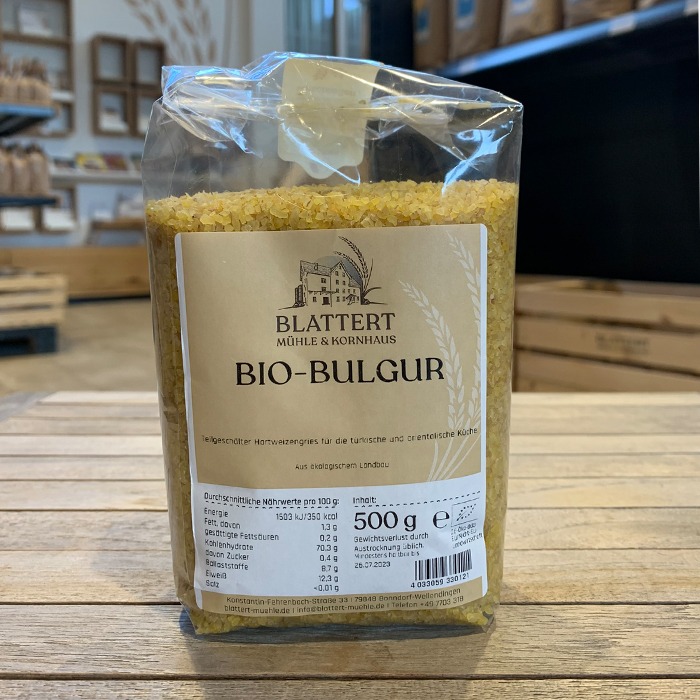 BLATTERT
MÜHLE & KORNHAUS
BIO-BULGUR
Teilgeschälter Hartweizengries für die türkische und orientalische Küche
Aus ökologischem Landbau
Durchschnittliche Nährwerte pro 100 g:
Energie 1503 kJ/350 kcal
Fett, davon 1,3 g
gesättigte Fettsäuren 0,2 g
Kohlenhydrate 70,3 g
davon Zucker 0,4 g
Ballaststoffe 8,7 g
Eiweiß 12,3 g
Salz <0,01 g
Inhalt:
500 g e
Gewichtsverlust durch
Austrocknung üblich.
Mindestens haltbar bis
26.07.2023
4 033859 330121
Konstantin-Fehrenbach-Straße 33 | 79848 Bonndorf-Wellendingen
blattert-muehle.de | info@blattert-muehle.de | Telefon +49 7703 318